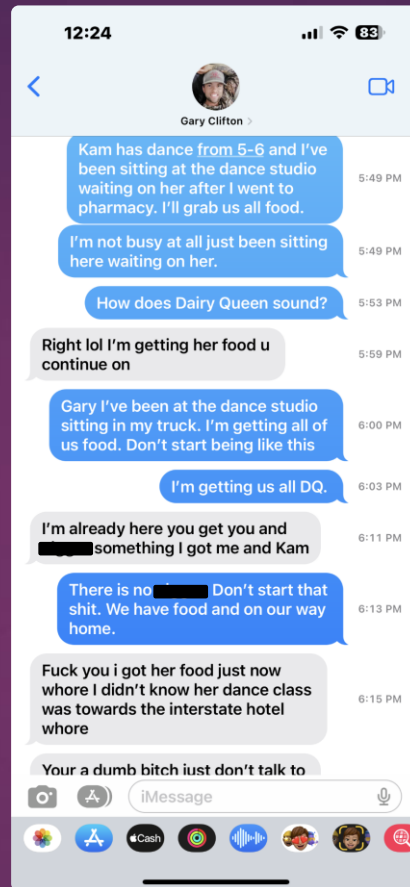 12:24
83
Gary Clifton
Kam has dance from 5-6 and I've
been sitting at the dance studio
waiting on her after I went to
pharmacy. I'll grab us all food.
5:49 PM
I'm not busy at all just been sitting
here waiting on her.
5:49 PM
How does Dairy Queen sound?
5:53 PM
Right lol I'm getting her food u
continue on
5:59 PM
Gary I've been at the dance studio
sitting in my truck. I'm getting all of
us food. Don't start being like this
6:00 PM
I'm getting us all DQ.
6:03 PM
I'm already here you get you and
something I got me and Kam
6:11 PM
There is no Don't start that
shit. We have food and on our way
home.
6:13 PM
Fuck you i got her food just now
whore I didn't know her dance class
was towards the interstate hotel
whore
6:15 PM
Your a dumb bitch just don't talk to
iMessage
Cash